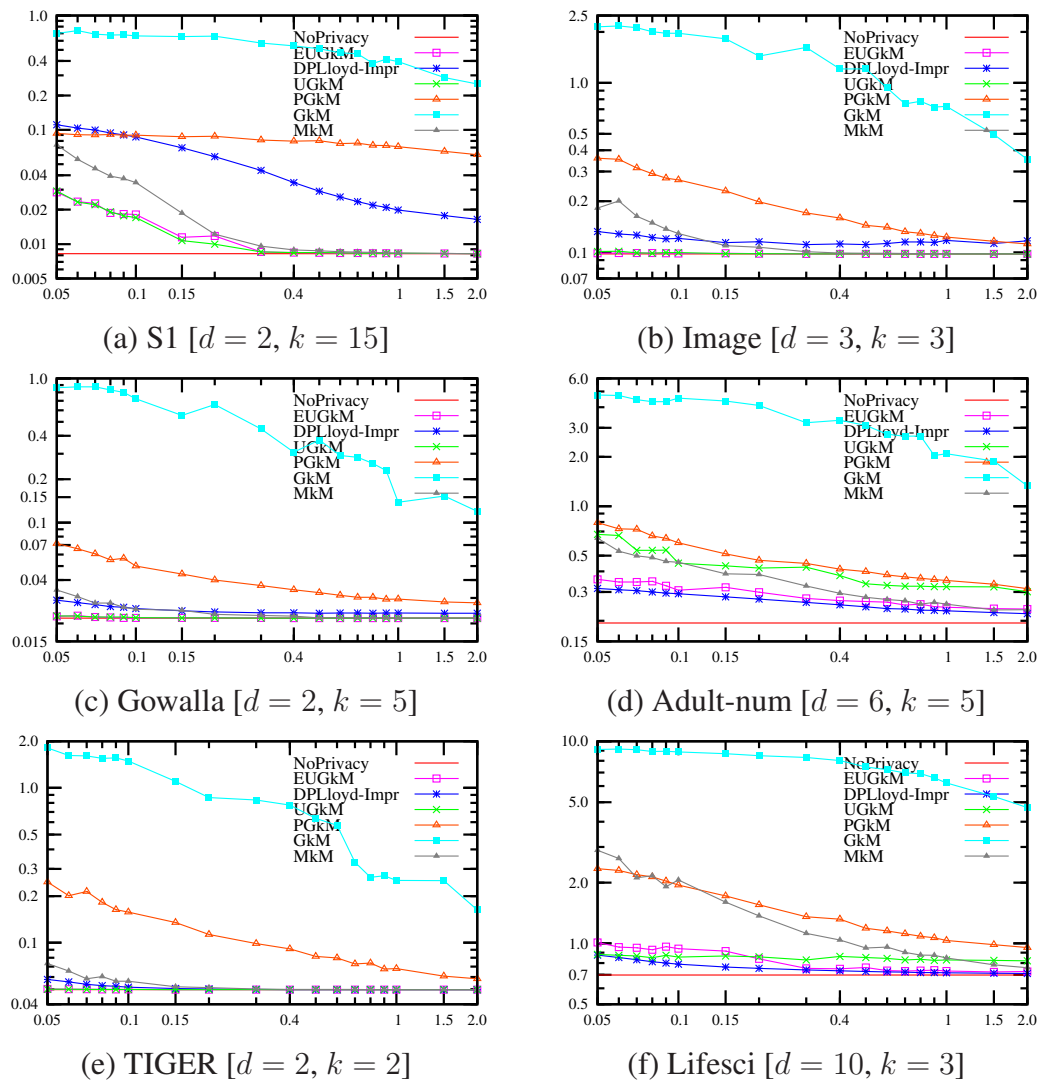 1.0
0.4
0.2
0.1
0.04
0.02
0.01
0.005
0.05 0.1 0.15 0.4 1 1.5 2.0
NoPrivacy
EUGkM
DPLloyd-Impr
UGkM
PGkM
GkM
MkM
(a) S1 [d = 2, k = 15]
2.5
1.0
0.5
0.4
0.3
0.2
0.1
0.07
0.05 0.1 0.15 0.4 1 1.5 2.0
NoPrivacy
EUGkM
DPLloyd-Impr
UGkM
PGkM
GkM
MkM
(b) Image [d = 3, k = 3]
1.0
0.4
0.15
0.1
0.07
0.04
0.015
0.05 0.1 0.15 0.4 1 1.5 2.0
NoPrivacy
EUGkM
DPLloyd-Impr
UGkM
PGkM
GkM
MkM
(c) Gowalla [d = 2, k = 5]
6.0
3.0
2.0
1.0
0.5
0.3
0.15
0.05 0.1 0.15 0.4 1 1.5 2.0
NoPrivacy
EUGkM
DPLloyd-Impr
UGkM
PGkM
GkM
MkM
(d) Adult-num [d = 6, k = 5]
2.0
1.0
0.5
0.3
0.2
0.1
0.04
0.05 0.1 0.15 0.4 1 1.5 2.0
NoPrivacy
EUGkM
DPLloyd-Impr
UGkM
PGkM
GkM
MkM
(e) TIGER [d = 2, k = 2]
10.0
5.0
2.0
1.0
0.7
0.5
0.05 0.1 0.15 0.4 1 1.5 2.0
NoPrivacy
EUGkM
DPLloyd-Impr
UGkM
PGkM
GkM
MkM
(f) Lifesci [d = 10, k = 3]